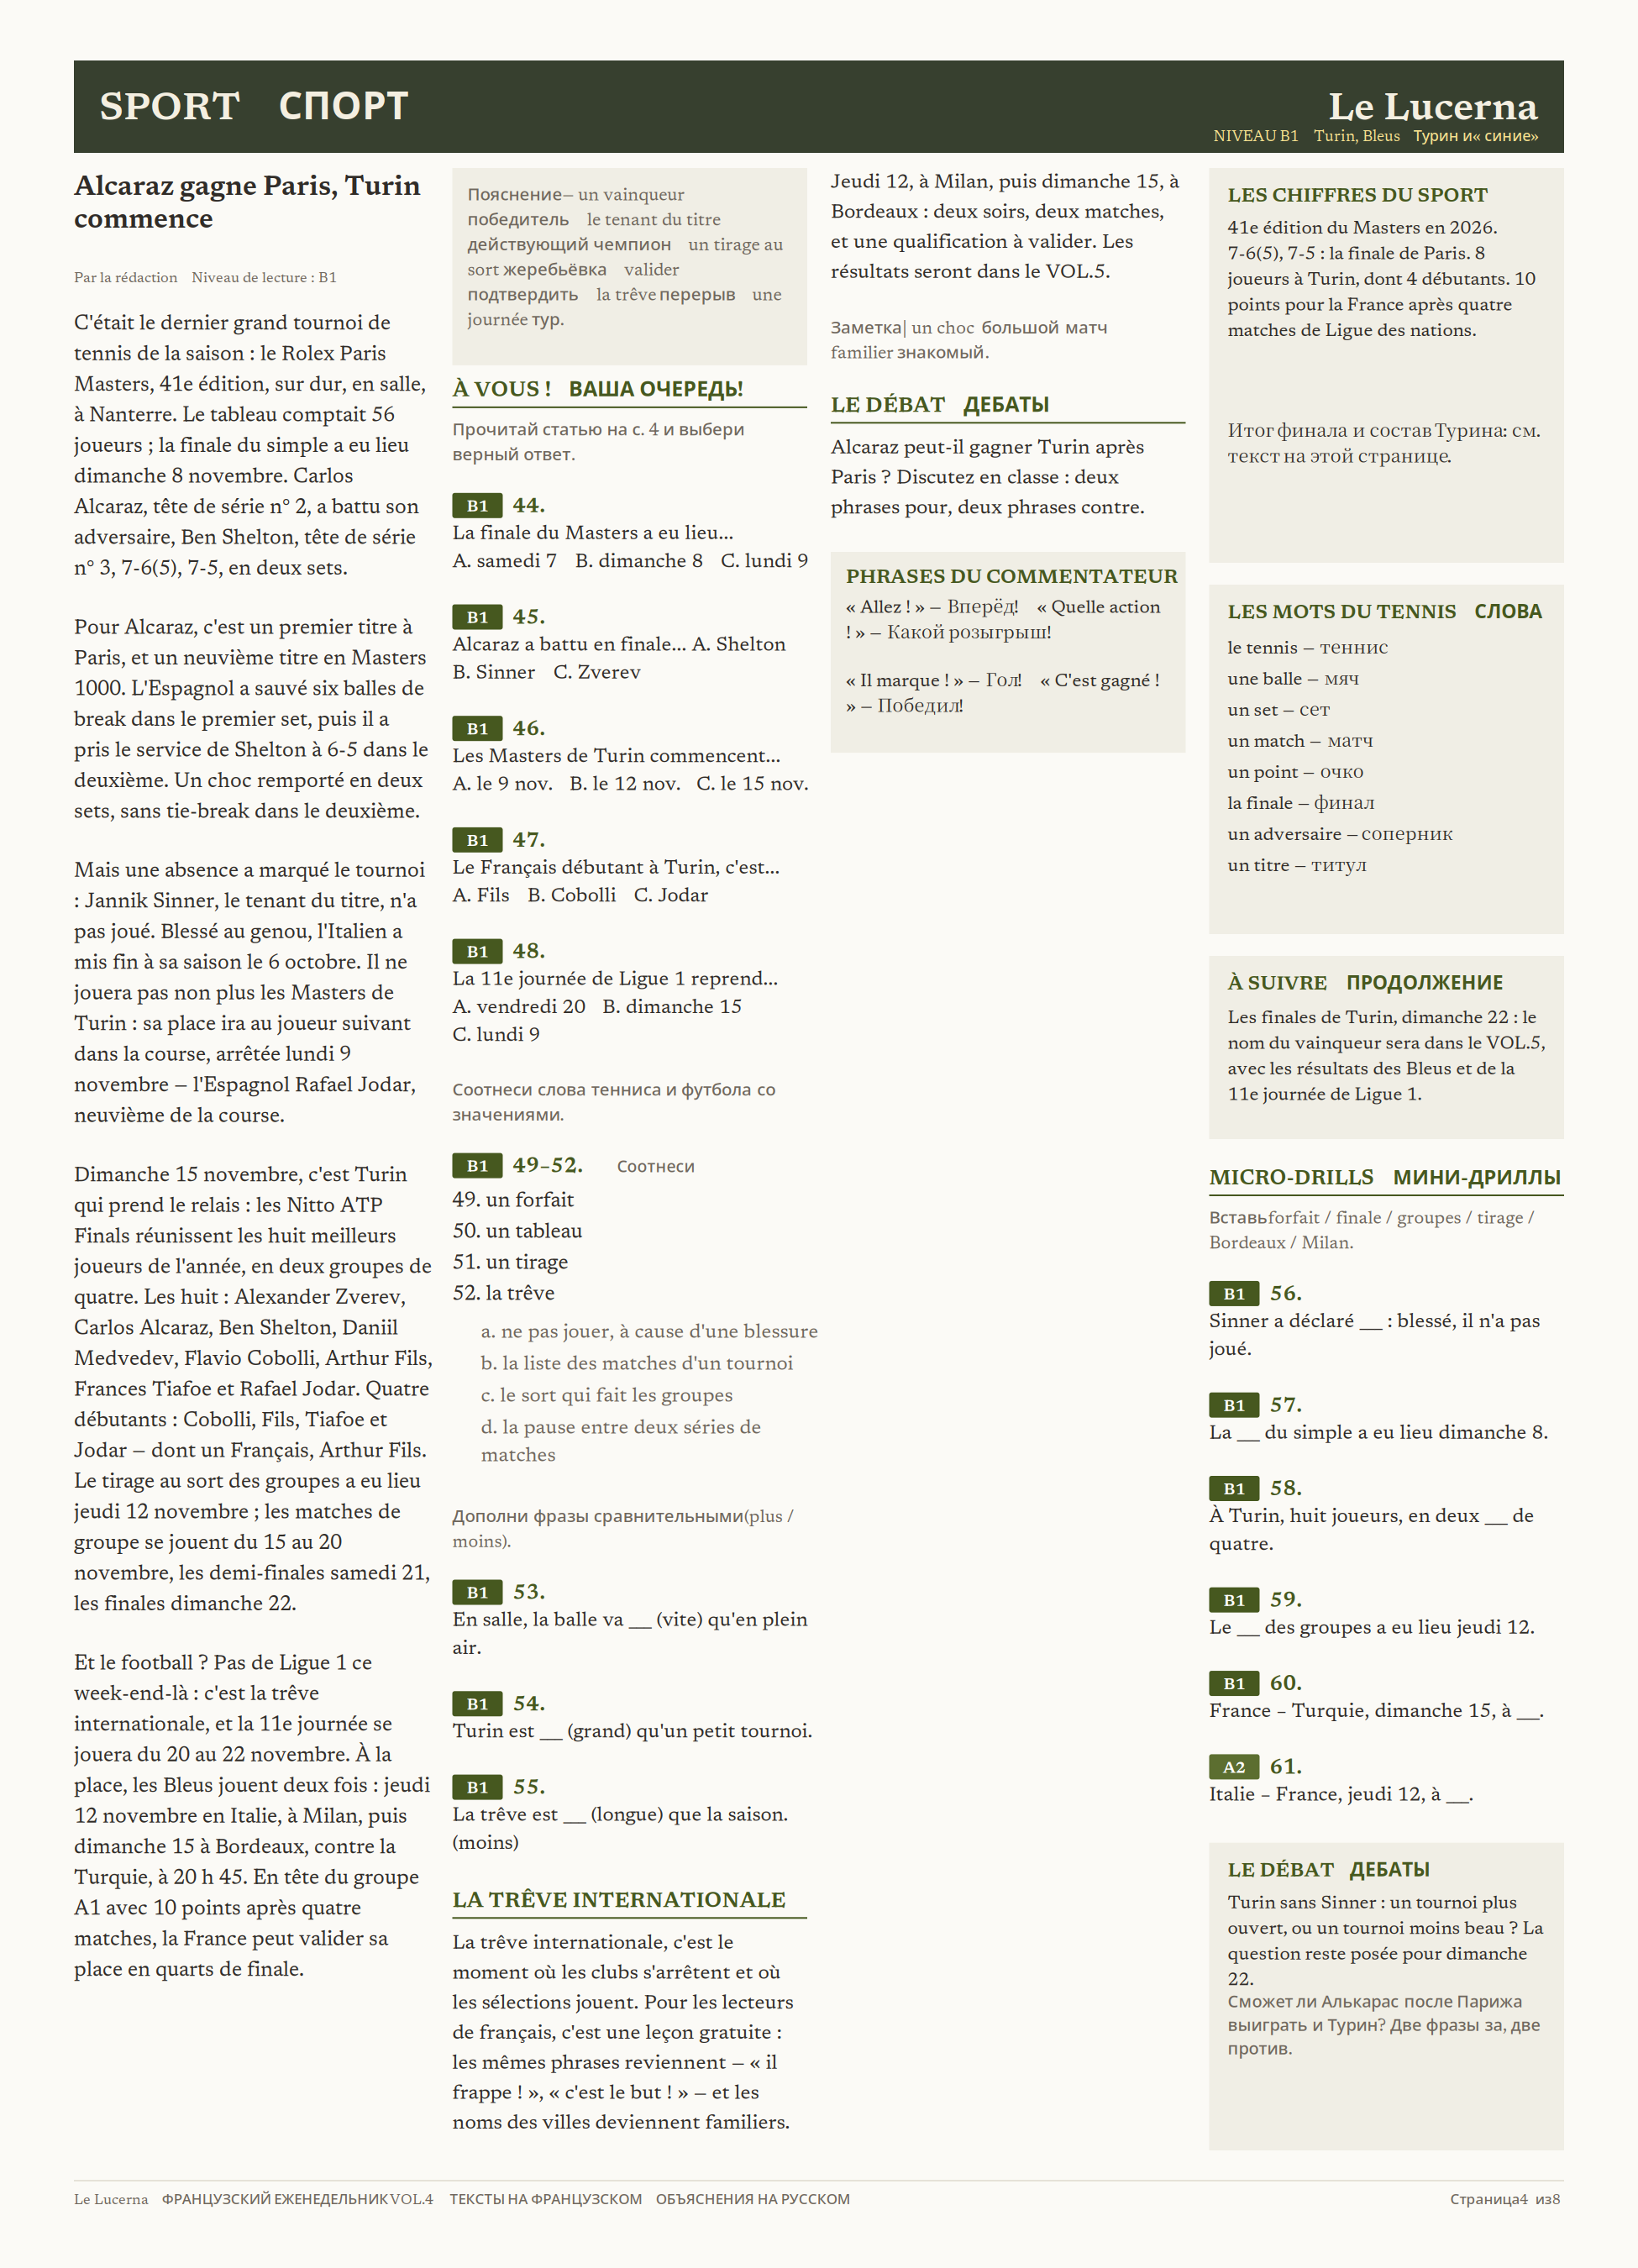 SPORT СПОРТ
Le Lucerna
NIVEAU B1 Turin, Bleus Турин и« синие»
Alcaraz gagne Paris, Turin
commence
Par la rédaction Niveau de lecture : B1
C'était le dernier grand tournoi de
tennis de la saison : le Rolex Paris
Masters, 41e édition, sur dur, en salle,
à Nanterre. Le tableau comptait 56
joueurs ; la finale du simple a eu lieu
dimanche 8 novembre. Carlos
Alcaraz, tête de série n° 2, a battu son
adversaire, Ben Shelton, tête de série
n° 3, 7-6(5), 7-5, en deux sets.
Pour Alcaraz, c'est un premier titre à
Paris, et un neuvième titre en Masters
1000. L'Espagnol a sauvé six balles de
break dans le premier set, puis il a
pris le service de Shelton à 6-5 dans le
deuxième. Un choc remporté en deux
sets, sans tie-break dans le deuxième.
Mais une absence a marqué le tournoi
: Jannik Sinner, le tenant du titre, n'a
pas joué. Blessé au genou, l'Italien a
mis fin à sa saison le 6 octobre. Il ne
jouera pas non plus les Masters de
Turin : sa place ira au joueur suivant
dans la course, arrêtée lundi 9
novembre – l'Espagnol Rafael Jodar,
neuvième de la course.
Dimanche 15 novembre, c'est Turin
qui prend le relais : les Nitto ATP
Finals réunissent les huit meilleurs
joueurs de l'année, en deux groupes de
quatre. Les huit : Alexander Zverev,
Carlos Alcaraz, Ben Shelton, Daniil
Medvedev, Flavio Cobolli, Arthur Fils,
Frances Tiafoe et Rafael Jodar. Quatre
débutants : Cobolli, Fils, Tiafoe et
Jodar – dont un Français, Arthur Fils.
Le tirage au sort des groupes a eu lieu
jeudi 12 novembre ; les matches de
groupe se jouent du 15 au 20
novembre, les demi-finales samedi 21,
les finales dimanche 22.
Et le football ? Pas de Ligue 1 ce
week-end-là : c'est la trêve
internationale, et la 11e journée se
jouera du 20 au 22 novembre. À la
place, les Bleus jouent deux fois : jeudi
12 novembre en Italie, à Milan, puis
dimanche 15 à Bordeaux, contre la
Turquie, à 20 h 45. En tête du groupe
A1 avec 10 points après quatre
matches, la France peut valider sa
place en quarts de finale.
Пояснение– un vainqueur
победитель le tenant du titre
действующий чемпион un tirage au
sort жеребьёвка valider
подтвердить la trêve перерыв une
journée тур.
À VOUS ! ВАША ОЧЕРЕДЬ!
Прочитай статью на с. 4 и выбери
верный ответ.
B1 44.
La finale du Masters a eu lieu...
A. samedi 7 B. dimanche 8 C. lundi 9
B1 45.
Alcaraz a battu en finale... A. Shelton
B. Sinner C. Zverev
B1 46.
Les Masters de Turin commencent...
A. le 9 nov. B. le 12 nov. C. le 15 nov.
B1 47.
Le Français débutant à Turin, c'est...
A. Fils B. Cobolli C. Jodar
B1 48.
La 11e journée de Ligue 1 reprend...
A. vendredi 20 B. dimanche 15
C. lundi 9
Соотнеси слова тенниса и футбола со
значениями.
B1 49–52. Соотнеси
49. un forfait
50. un tableau
51. un tirage
52. la trêve
a. ne pas jouer, à cause d'une blessure
b. la liste des matches d'un tournoi
c. le sort qui fait les groupes
d. la pause entre deux séries de
matches
Дополни фразы сравнительными(plus /
moins).
B1 53.
En salle, la balle va __ (vite) qu'en plein
air.
B1 54.
Turin est __ (grand) qu'un petit tournoi.
B1 55.
La trêve est __ (longue) que la saison.
(moins)
LA TRÊVE INTERNATIONALE
La trêve internationale, c'est le
moment où les clubs s'arrêtent et où
les sélections jouent. Pour les lecteurs
de français, c'est une leçon gratuite :
les mêmes phrases reviennent – « il
frappe ! », « c'est le but ! » – et les
noms des villes deviennent familiers.
Jeudi 12, à Milan, puis dimanche 15, à
Bordeaux : deux soirs, deux matches,
et une qualification à valider. Les
résultats seront dans le VOL.5.
Заметка| un choc большой матч
familier знакомый.
LE DÉBAT ДЕБАТЫ
Alcaraz peut-il gagner Turin après
Paris ? Discutez en classe : deux
phrases pour, deux phrases contre.
PHRASES DU COMMENTATEUR
« Allez ! » – Вперёд! « Quelle action
! » – Какой розыгрыш!
« Il marque ! » – Гол! « C'est gagné !
» – Победил!
LES CHIFFRES DU SPORT
41e édition du Masters en 2026.
7-6(5), 7-5 : la finale de Paris. 8
joueurs à Turin, dont 4 débutants. 10
points pour la France après quatre
matches de Ligue des nations.
Итог финала и состав Турина: см.
текст на этой странице.
LES MOTS DU TENNIS СЛОВА
le tennis – теннис
une balle – мяч
un set – сет
un match – матч
un point – очко
la finale – финал
un adversaire – соперник
un titre – титул
À SUIVRE ПРОДОЛЖЕНИЕ
Les finales de Turin, dimanche 22 : le
nom du vainqueur sera dans le VOL.5,
avec les résultats des Bleus et de la
11e journée de Ligue 1.
MICRO-DRILLS МИНИ-ДРИЛЛЫ
Вставьforfait / finale / groupes / tirage /
Bordeaux / Milan.
B1 56.
Sinner a déclaré __ : blessé, il n'a pas
joué.
B1 57.
La __ du simple a eu lieu dimanche 8.
B1 58.
À Turin, huit joueurs, en deux __ de
quatre.
B1 59.
Le __ des groupes a eu lieu jeudi 12.
B1 60.
France – Turquie, dimanche 15, à __.
A2 61.
Italie – France, jeudi 12, à __.
LE DÉBAT ДЕБАТЫ
Turin sans Sinner : un tournoi plus
ouvert, ou un tournoi moins beau ? La
question reste posée pour dimanche
22.
Сможет ли Алькарас после Парижа
выиграть и Турин? Две фразы за, две
против.
Le Lucerna ФРАНЦУЗСКИЙ ЕЖЕНЕДЕЛЬНИК VOL.4 ТЕКСТЫ НА ФРАНЦУЗСКОМ ОБЪЯСНЕНИЯ НА РУССКОМ
Страница4 из8